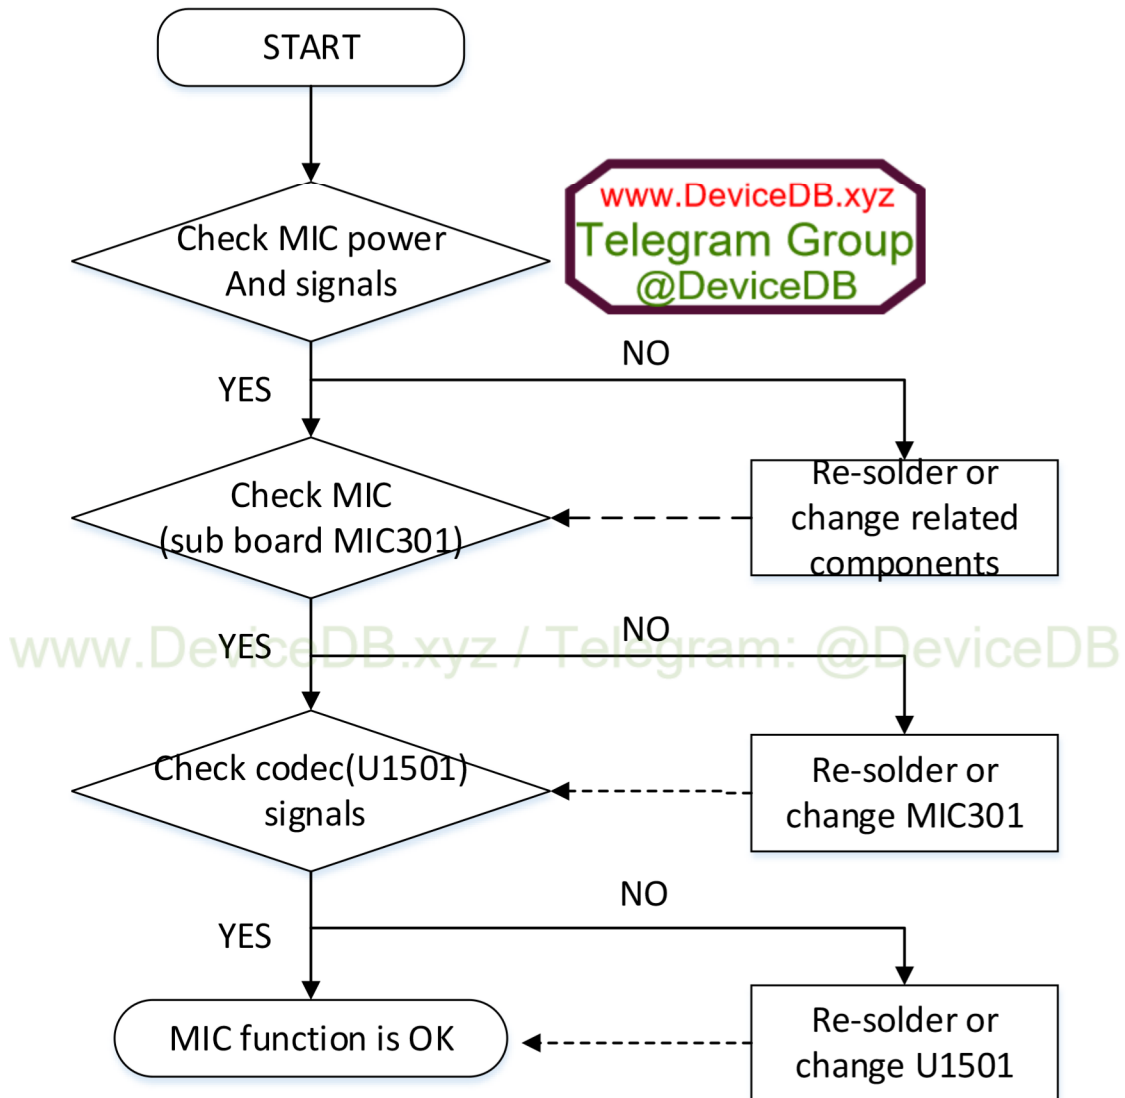 START
Check MIC power
And signals
www.DeviceDB.xyz
Telegram Group
@DeviceDB
NO
YES
Check MIC
(sub board MIC301)
Re-solder or
change related
components
NO
YES
www.DeviceDB.xyz / Telegram: @DeviceDB
Check codec(U1501)
signals
Re-solder or
change MIC301
NO
YES
MIC function is OK
Re-solder or
change U1501